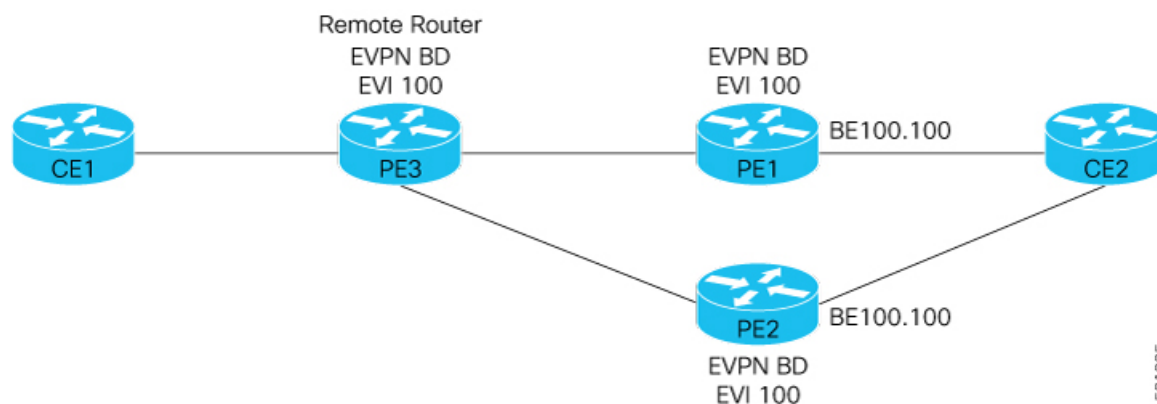 Remote Router
EVPN BD
EVI 100
EVPN BD
EVI 100
BE100.100
CE1
PE3
PE1
CE2
PE2
BE100.100
EVPN BD
EVI 100